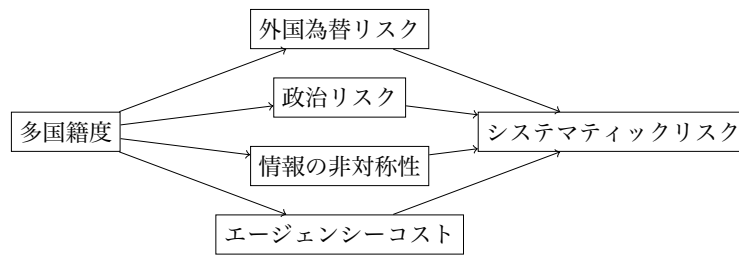 外国為替リスク
政治リスク
多国籍度
システマティックリスク
情報の非対称性
エージェンシーコスト